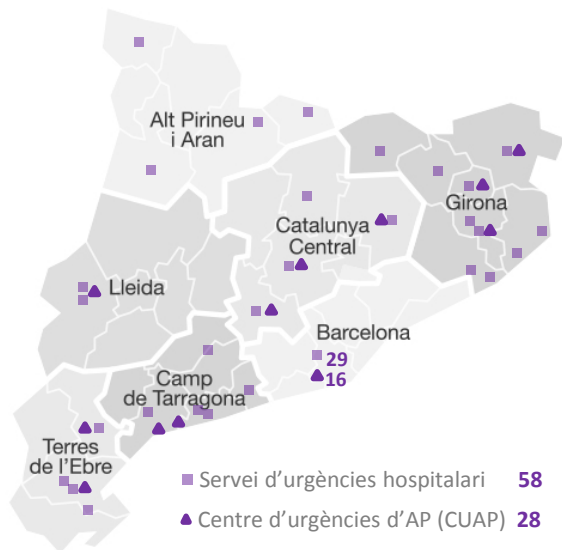 Alt Pirineu
i Aran
Girona
Catalunya
Central
Lleida
Barcelona
29
16
Camp
de Tarragona
Terres
de l'Ebre
Servei d'urgències hospitalari 58
Centre d'urgències d'AP (CUAP) 28